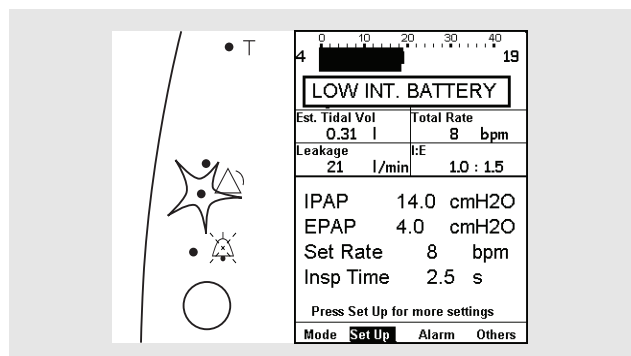 T
0 10 20 30 40
4 19
LOW INT. BATTERY
Est. Tidal Vol Total Rate
0.31 l 8 bpm
Leakage I:E
21 l/min 1.0 : 1.5
IPAP 14.0 cmH2O
EPAP 4.0 cmH2O
Set Rate 8 bpm
Insp Time 2.5 s
Press Set Up for more settings
Mode Set Up Alarm Others